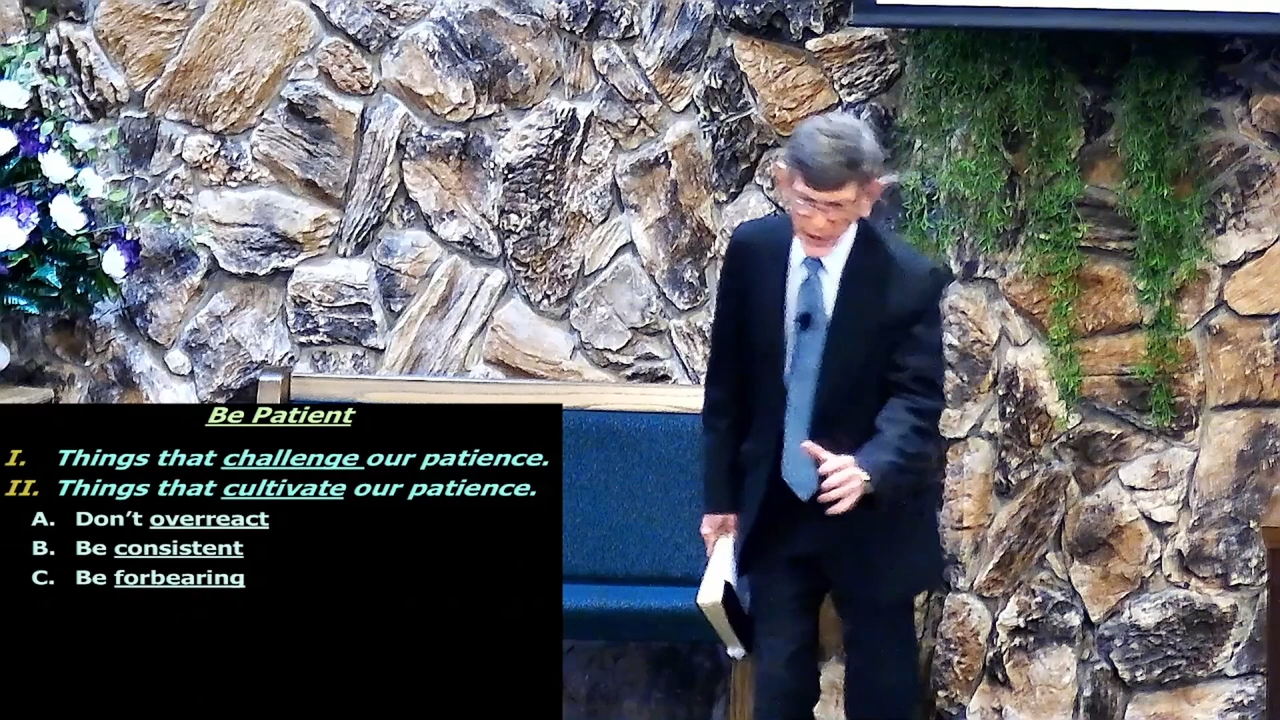 Be Patient
I. Things that challenge our patience.
II. Things that cultivate our patience.
A. Don't overreact
B. Be consistent
C. Be forbearing